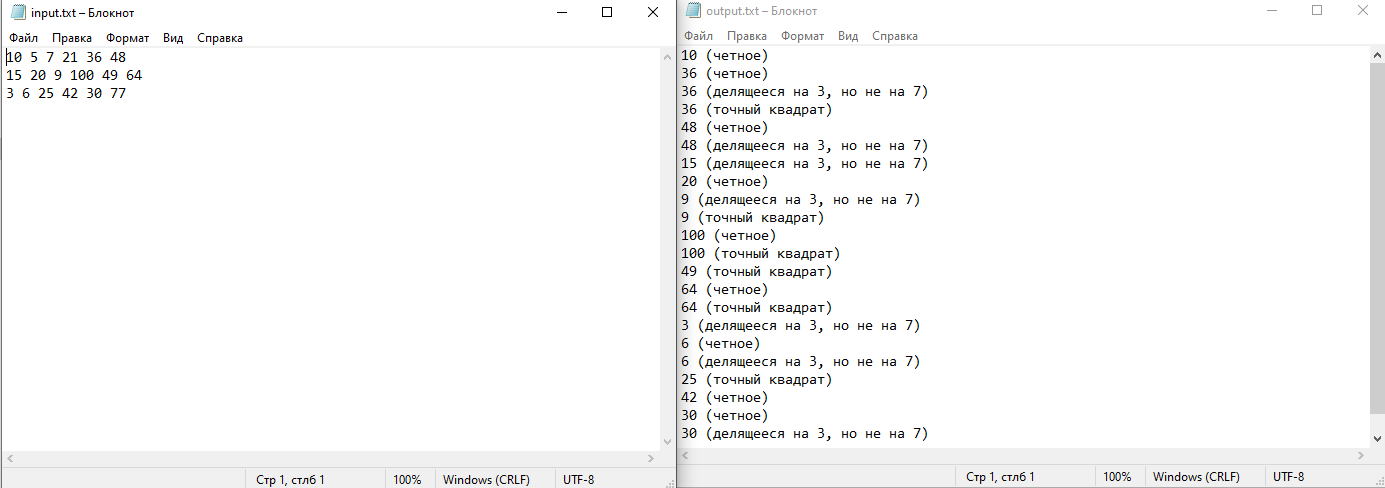 input.txt – Блокнот
Файл Правка Формат Вид Справка
10 5 7 21 36 48
15 20 9 100 49 64
3 6 25 42 30 77
Стр 1, стлб 1 100% Windows (CRLF) UTF-8
output.txt – Блокнот
Файл Правка Формат Вид Справка
10 (четное)
36 (четное)
36 (делящееся на 3, но не на 7)
36 (точный квадрат)
48 (четное)
48 (делящееся на 3, но не на 7)
15 (делящееся на 3, но не на 7)
20 (четное)
9 (делящееся на 3, но не на 7)
9 (точный квадрат)
100 (четное)
100 (точный квадрат)
49 (точный квадрат)
64 (четное)
64 (точный квадрат)
3 (делящееся на 3, но не на 7)
6 (четное)
6 (делящееся на 3, но не на 7)
25 (точный квадрат)
42 (четное)
30 (четное)
30 (делящееся на 3, но не на 7)
Стр 1, стлб 1 100% Windows (CRLF) UTF-8